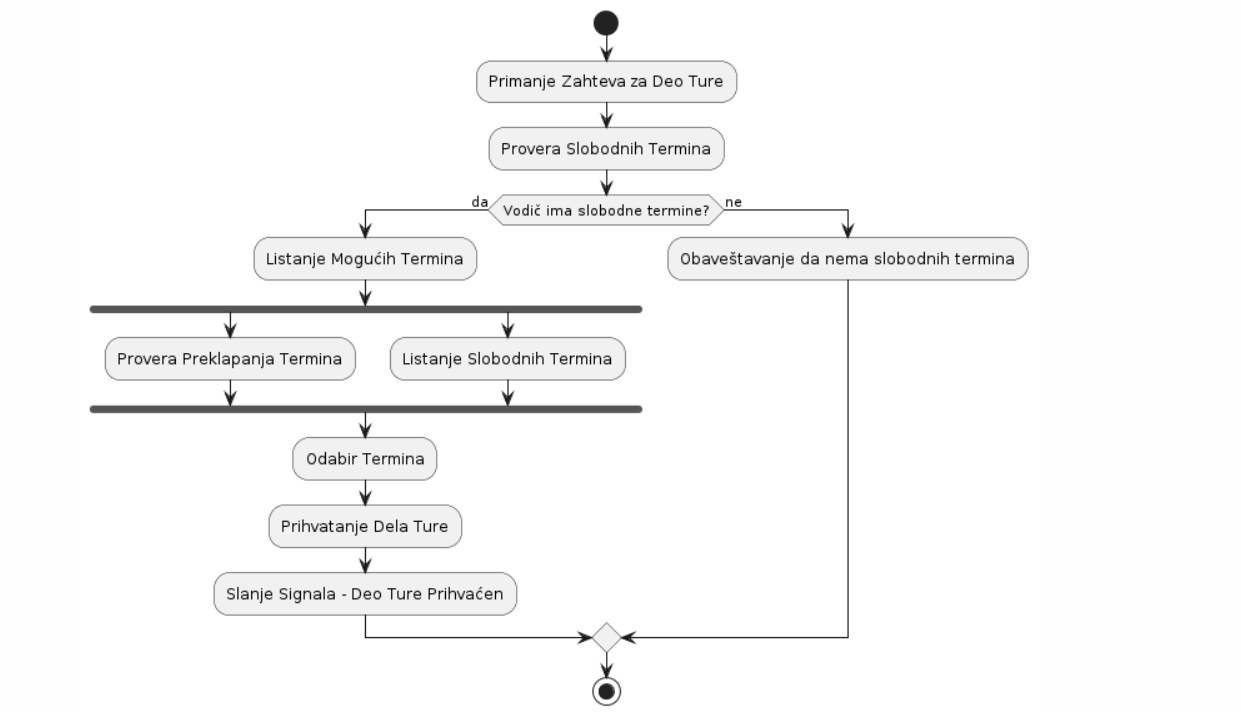 Primanje Zahteva za Deo Ture
Provera Slobodnih Termina
da
Vodič ima slobodne termine?
ne
Listanje Mogućih Termina
Obaveštavanje da nema slobodnih termina
Provera Preklapanja Termina
Listanje Slobodnih Termina
Odabir Termina
Prihvatanje Dela Ture
Slanje Signala - Deo Ture Prihvaćen